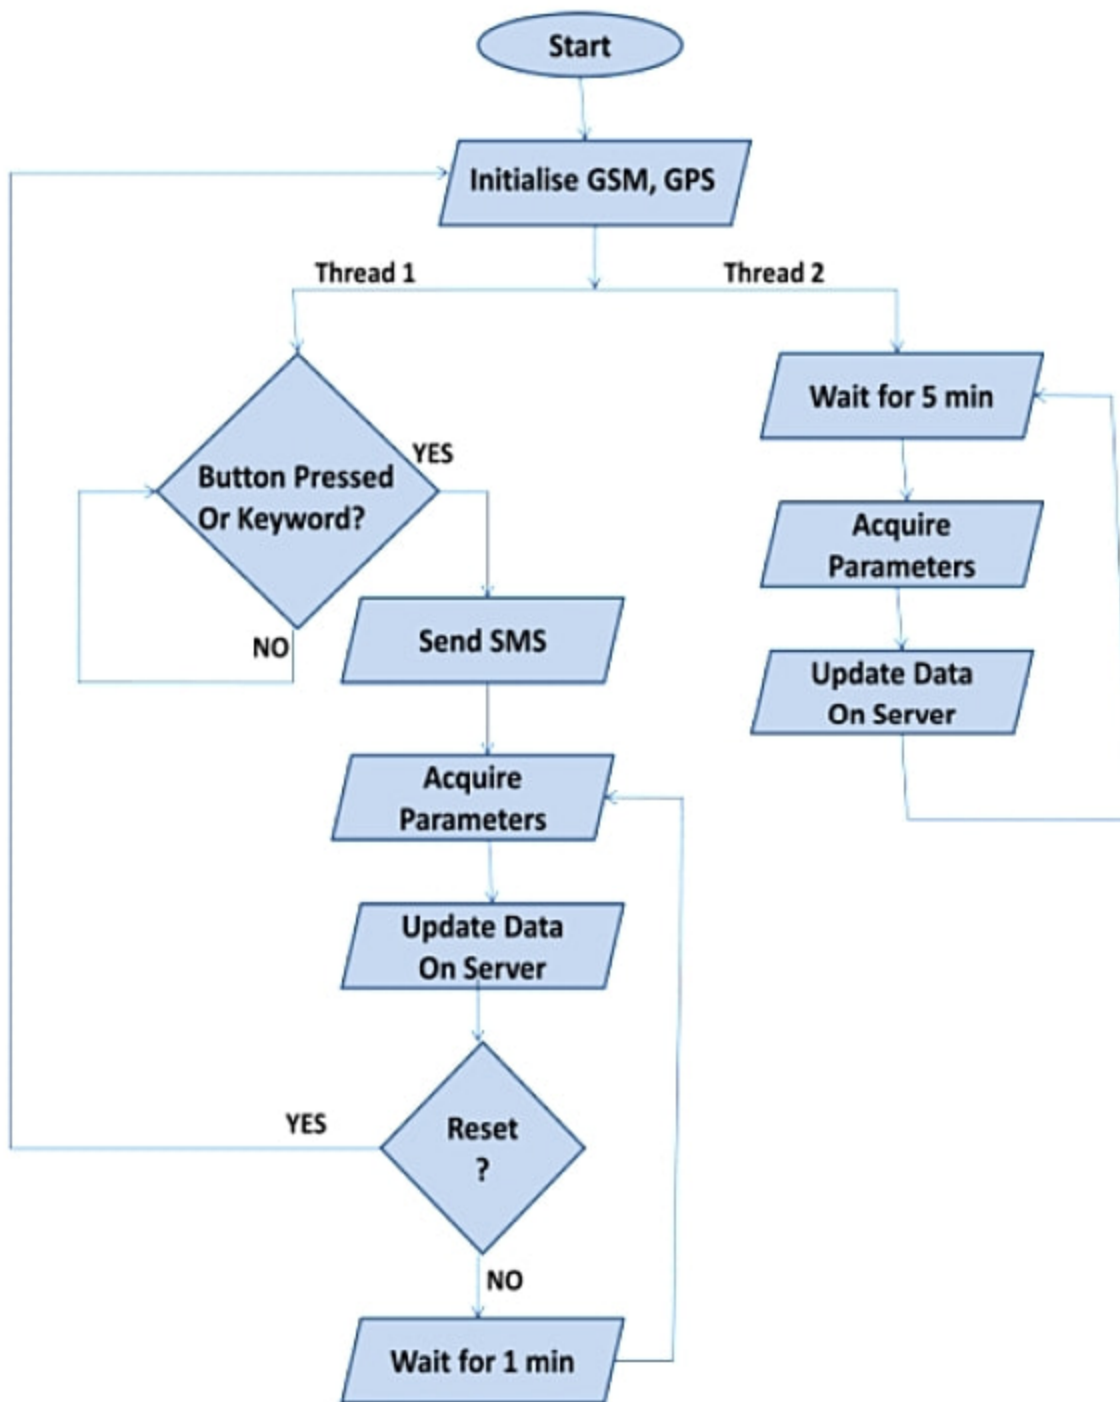 Start
Initialise GSM, GPS
Thread 1
Thread 2
Button Pressed
Or Keyword?
YES
NO
Send SMS
Acquire
Parameters
Update Data
On Server
Reset
?
YES
NO
Wait for 1 min
Wait for 5 min
Acquire
Parameters
Update Data
On Server